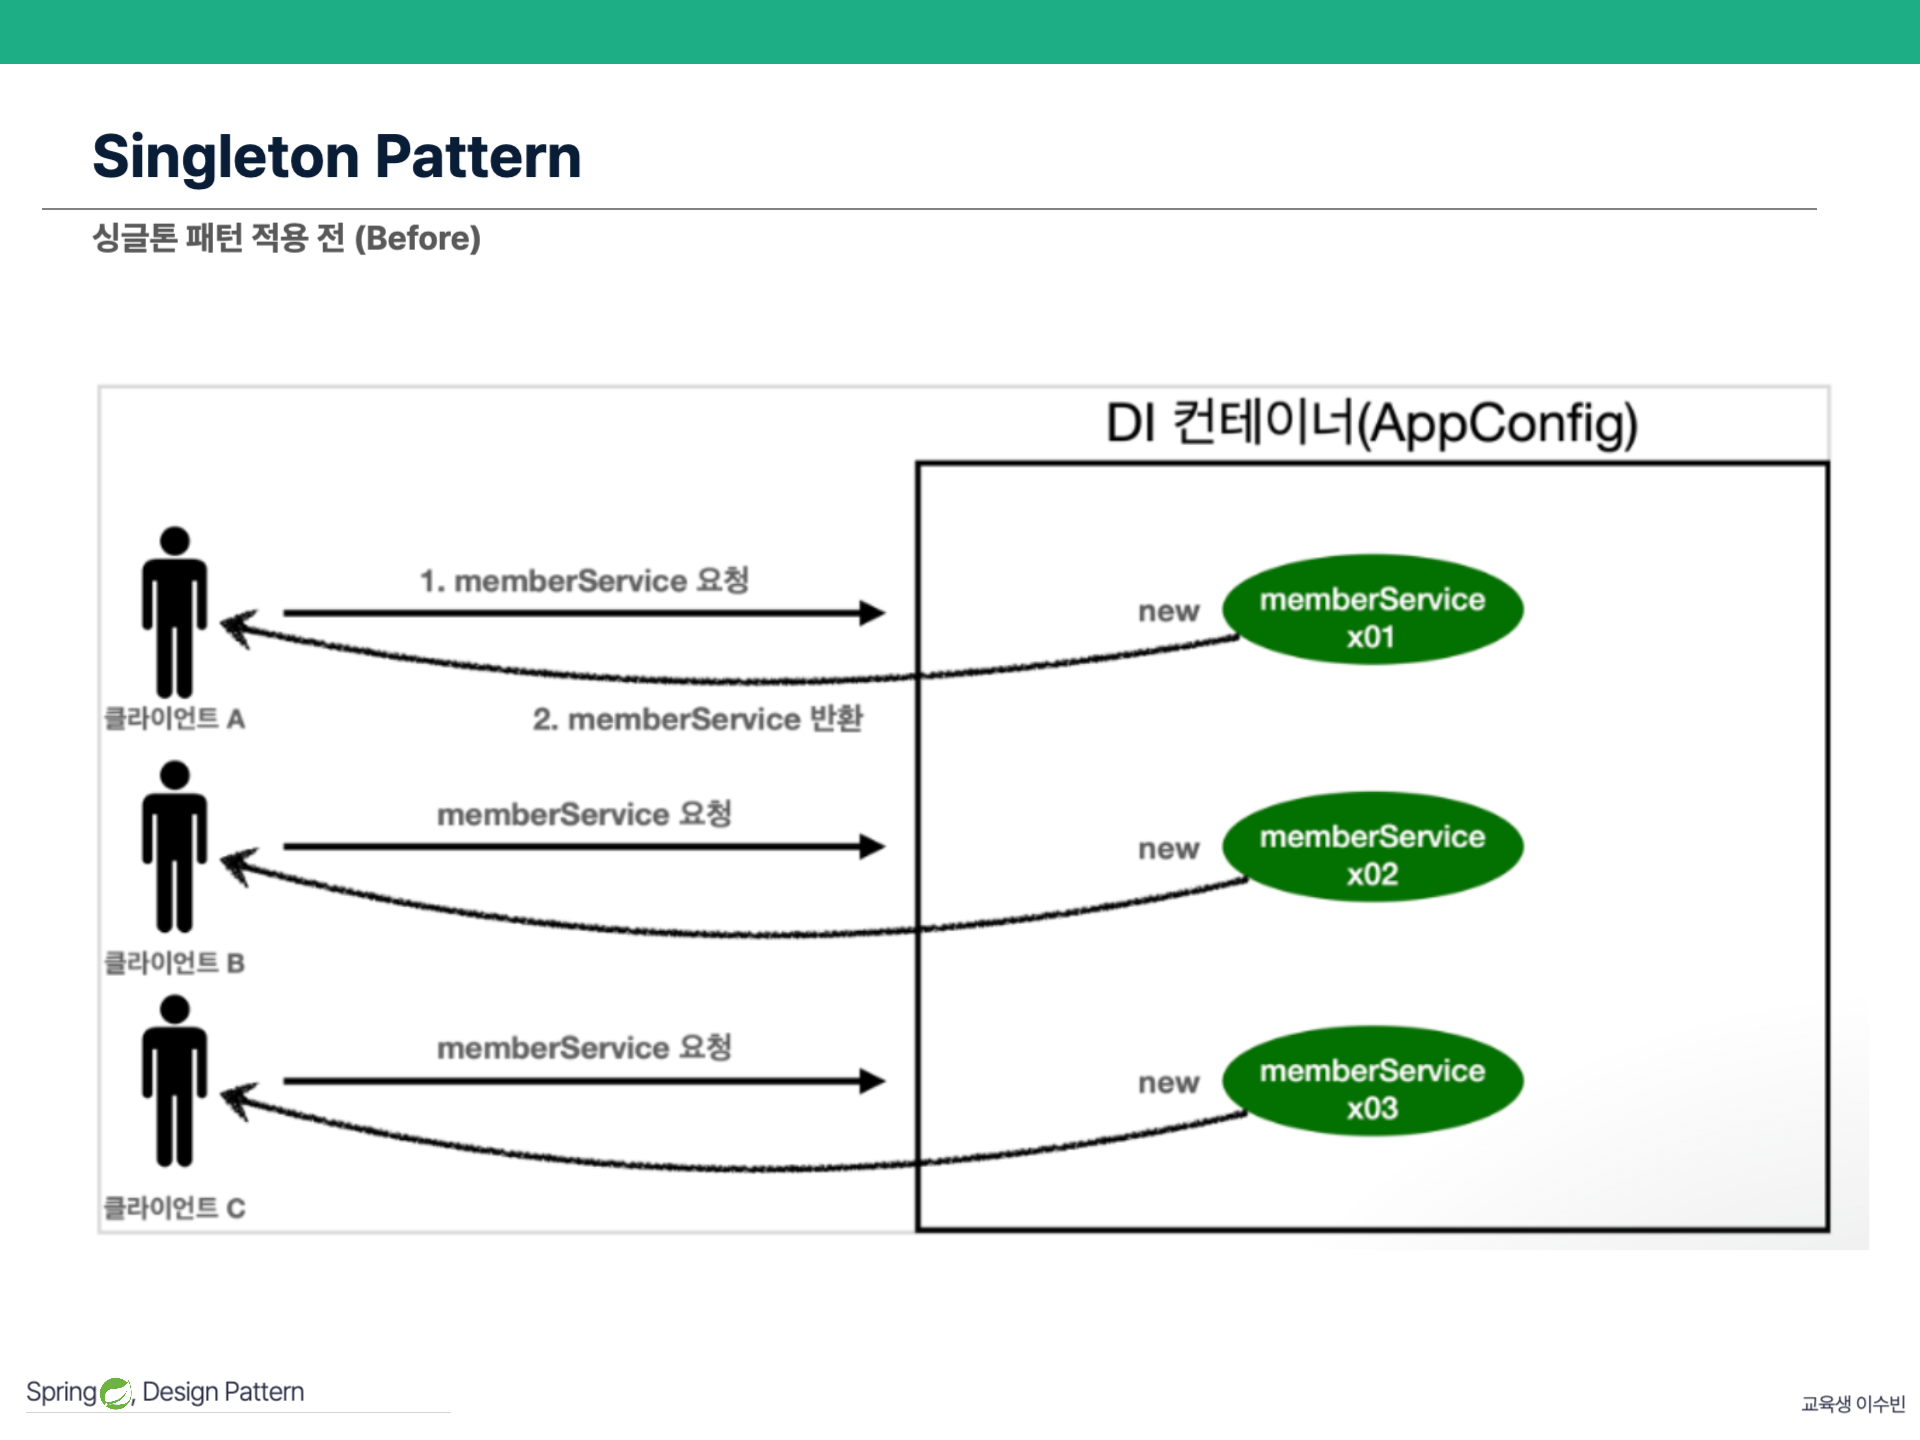 Singleton Pattern
싱글톤 패턴 적용 전 (Before)
DI 컨테이너(AppConfig)
1. memberService 요청
new
memberService
x01
클라이언트 A
2. memberService 반환
memberService 요청
new
memberService
x02
클라이언트 B
memberService 요청
new
memberService
x03
클라이언트 C
Spring, Design Pattern
교육생 이수빈